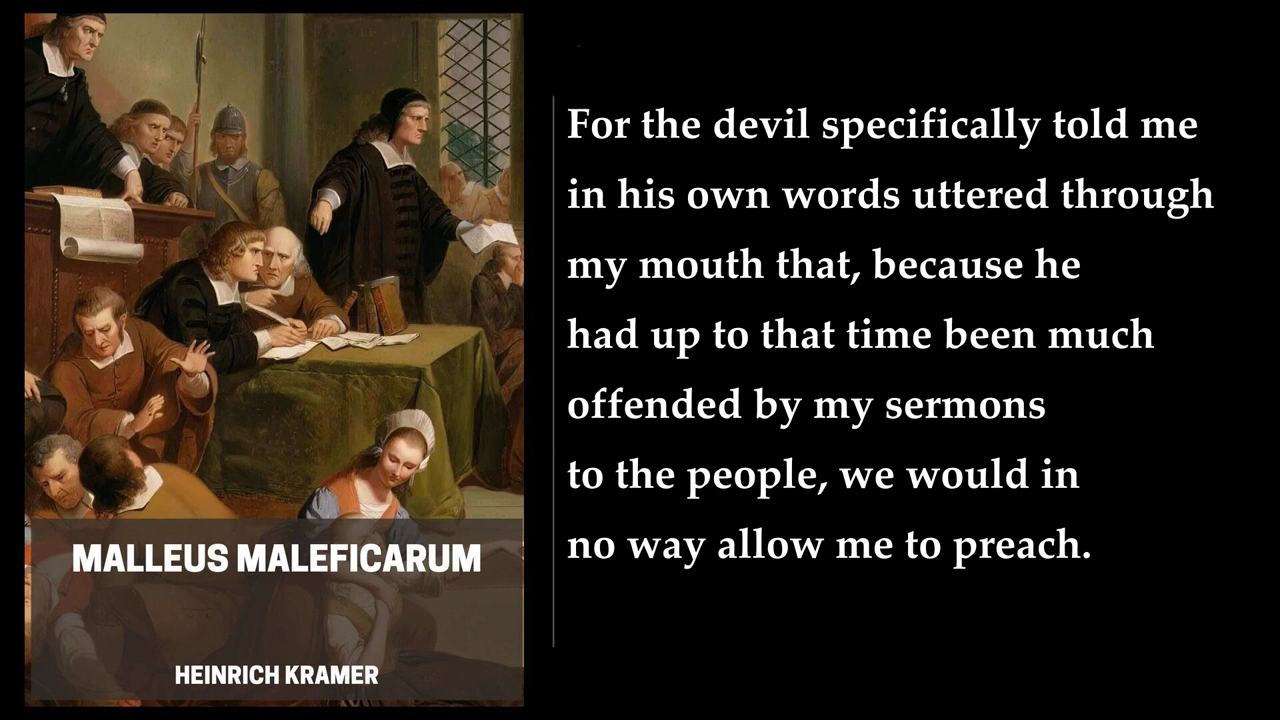 MALLEUS MALEFICARUM
HEINRICH KRAMER
For the devil specifically told me
in his own words uttered through
my mouth that, because he
had up to that time been much
offended by my sermons
to the people, we would in
no way allow me to preach.